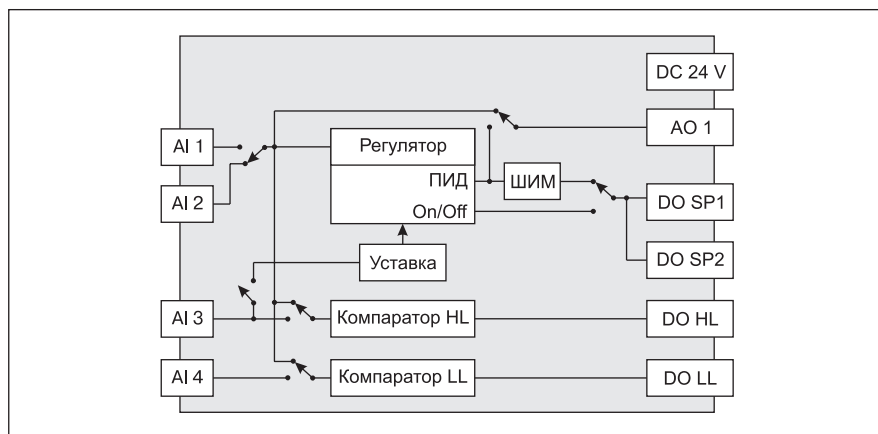 DC 24 V
AO 1
AI 1
Регулятор
AI 2
ПИД
ШИМ
On/Off
DO SP1
Уставка
DO SP2
AI 3
Компаратор HL
DO HL
AI 4
Компаратор LL
DO LL